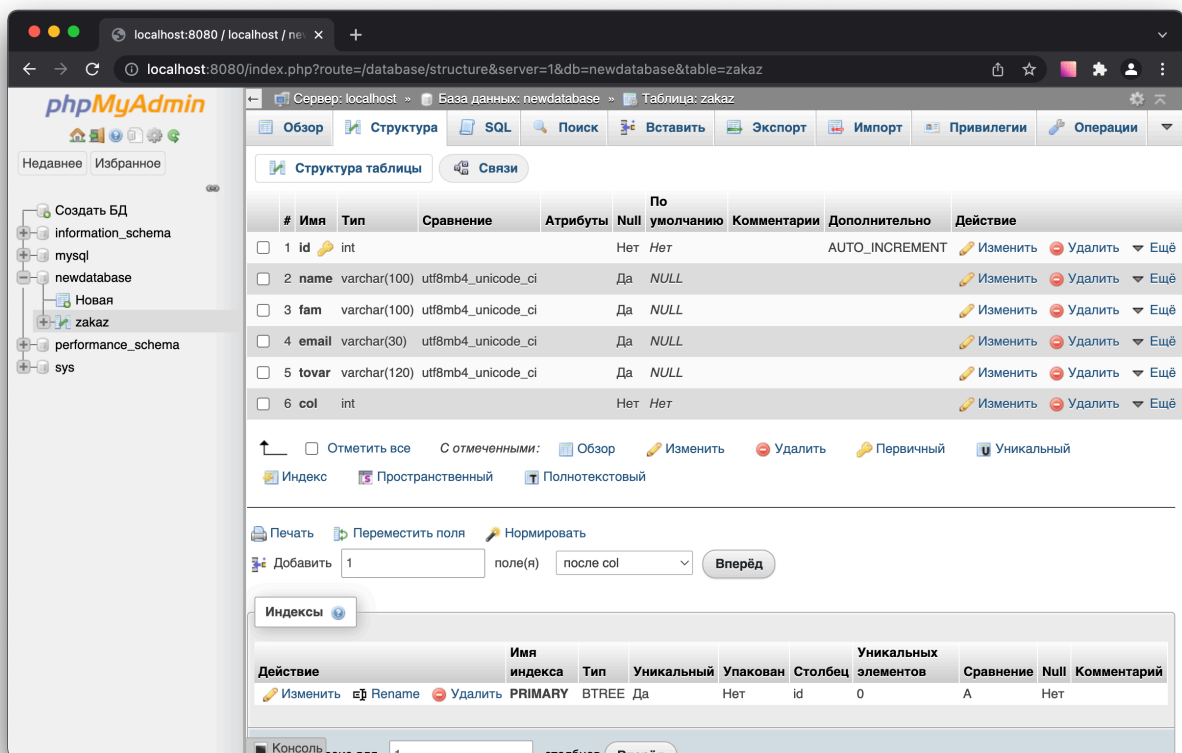 localhost:8080 / localhost / nev
localhost:8080/index.php?route=/database/structure&server=1&db=newdatabase&table=zakaz
phpMyAdmin
Недавнее Избранное
Создать БД
information_schema
mysql
newdatabase
Новая
zakaz
performance_schema
sys
Сервер: localhost » База данных: newdatabase » Таблица: zakaz
Обзор Структура SQL Поиск Вставить Экспорт Импорт Привилегии Операции
Структура таблицы Связи
# Имя Тип Сравнение Атрибуты Null По умолчанию Комментарии Дополнительно Действие
1 id int Нет Нет AUTO_INCREMENT Изменить Удалить Ещё
2 name varchar(100) utf8mb4_unicode_ci Да NULL Изменить Удалить Ещё
3 fam varchar(100) utf8mb4_unicode_ci Да NULL Изменить Удалить Ещё
4 email varchar(30) utf8mb4_unicode_ci Да NULL Изменить Удалить Ещё
5 tovar varchar(120) utf8mb4_unicode_ci Да NULL Изменить Удалить Ещё
6 col int Нет Нет Изменить Удалить Ещё
Отметить все С отмеченными: Обзор Изменить Удалить Первичный Уникальный
Индекс Пространственный Полнотекстовый
Печать Переместить поля Нормировать
Добавить 1 поле(я) после col Вперёд
Индексы
Действие Имя индекса Тип Уникальный Упакован Столбец Уникальных элементов Сравнение Null Комментарий
Изменить Rename Удалить PRIMARY BTREE Да Нет id 0 A Нет
Консоль